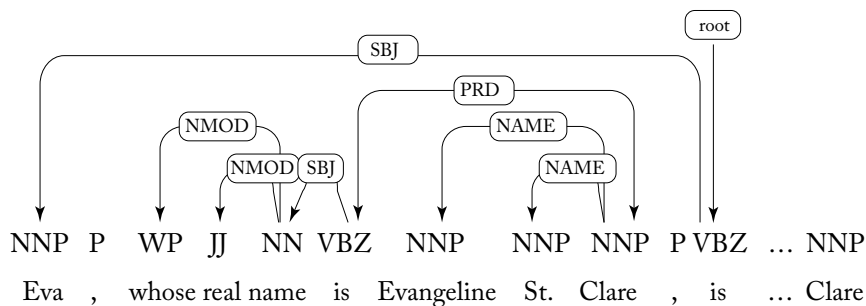 root
SBJ
PRD
NMOD NAME
NMOD SBJ NAME
NNP P WP JJ NN VBZ NNP NNP NNP P VBZ ... NNP
Eva , whose real name is Evangeline St. Clare , is ... Clare